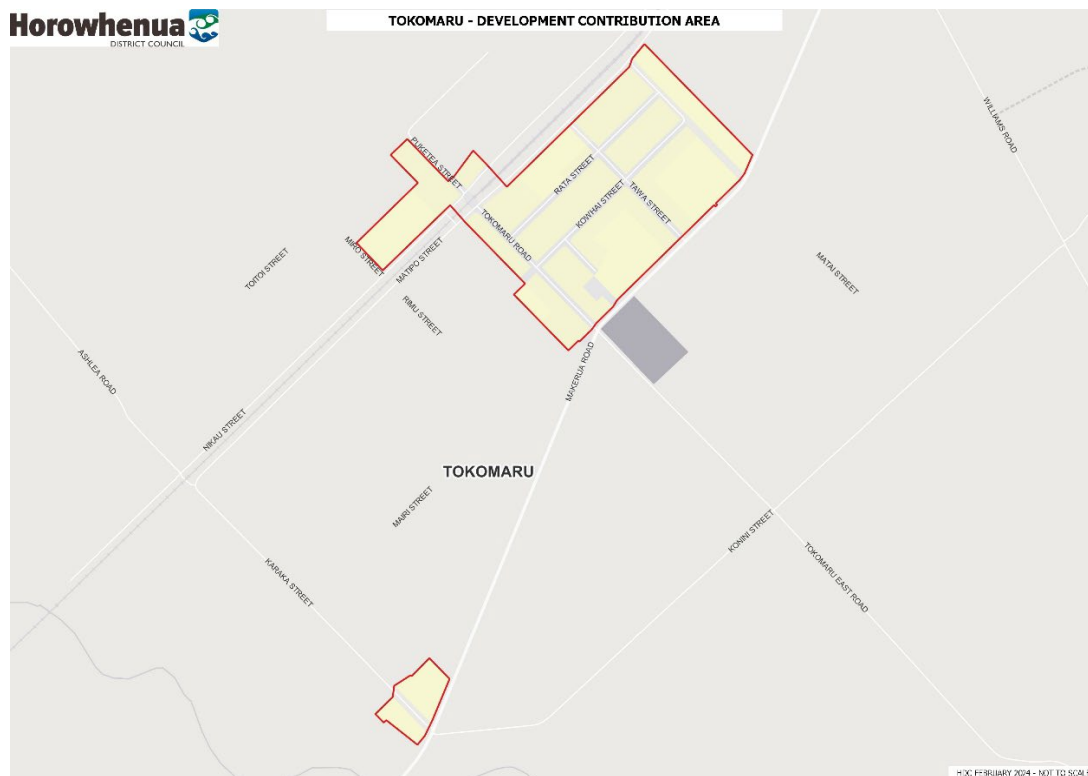 Horowhenua
DISTRICT COUNCIL
TOKOMARU - DEVELOPMENT CONTRIBUTION AREA
WILLIAMS ROAD
PUKETEA STREET
RATA STREET
TAWA STREET
KOWHAI STREET
TOKOMARU ROAD
MIRO STREET
MATIPO STREET
TOITOI STREET
MATAI STREET
RIMU STREET
ASHLEA ROAD
MAKERUA ROAD
NIKAU STREET
TOKOMARU
MAIRI STREET
KONINI STREET
TOKOMARU EAST ROAD
KARAKA STREET
HDC FEBRUARY 2024 - NOT TO SCALE